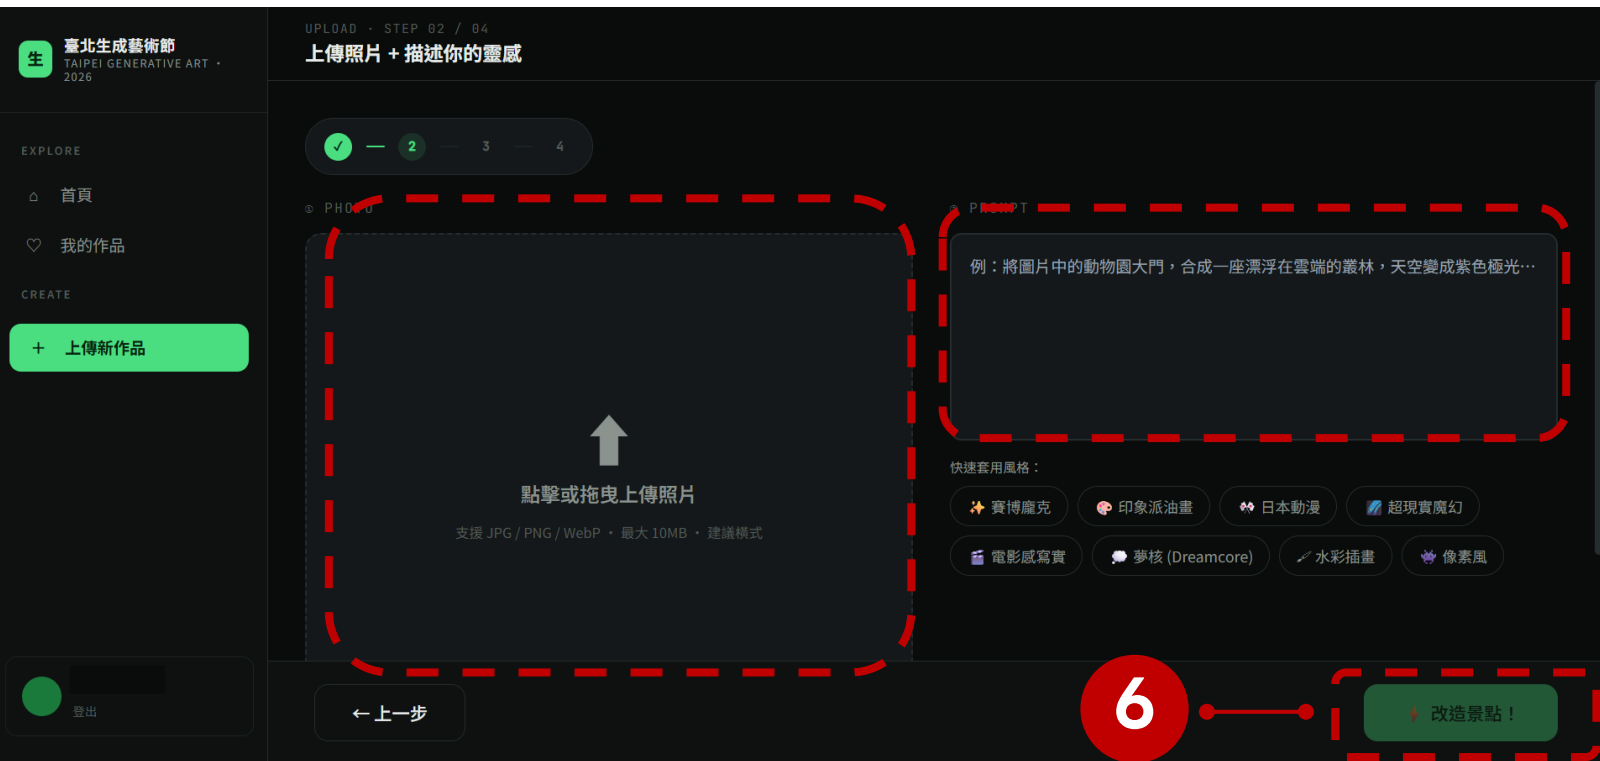 生
臺北生成藝術節
TAIPEI GENERATIVE ART •
2026
EXPLORE
首頁
我的作品
CREATE
+ 上傳新作品
登出
UPLOAD · STEP 02 / 04
上傳照片 + 描述你的靈感
✓ 2 3 4
① PHOTO
點擊或拖曳上傳照片
支援 JPG / PNG / WebP • 最大 10MB • 建議橫式
PROMPT
例：將圖片中的動物園大門，合成一座漂浮在雲端的叢林，天空變成紫色極光…
快速套用風格：
賽博龐克
印象派油畫
日本動漫
超現實魔幻
電影感寫實
夢核 (Dreamcore)
水彩插畫
像素風
← 上一步
6
改造景點！